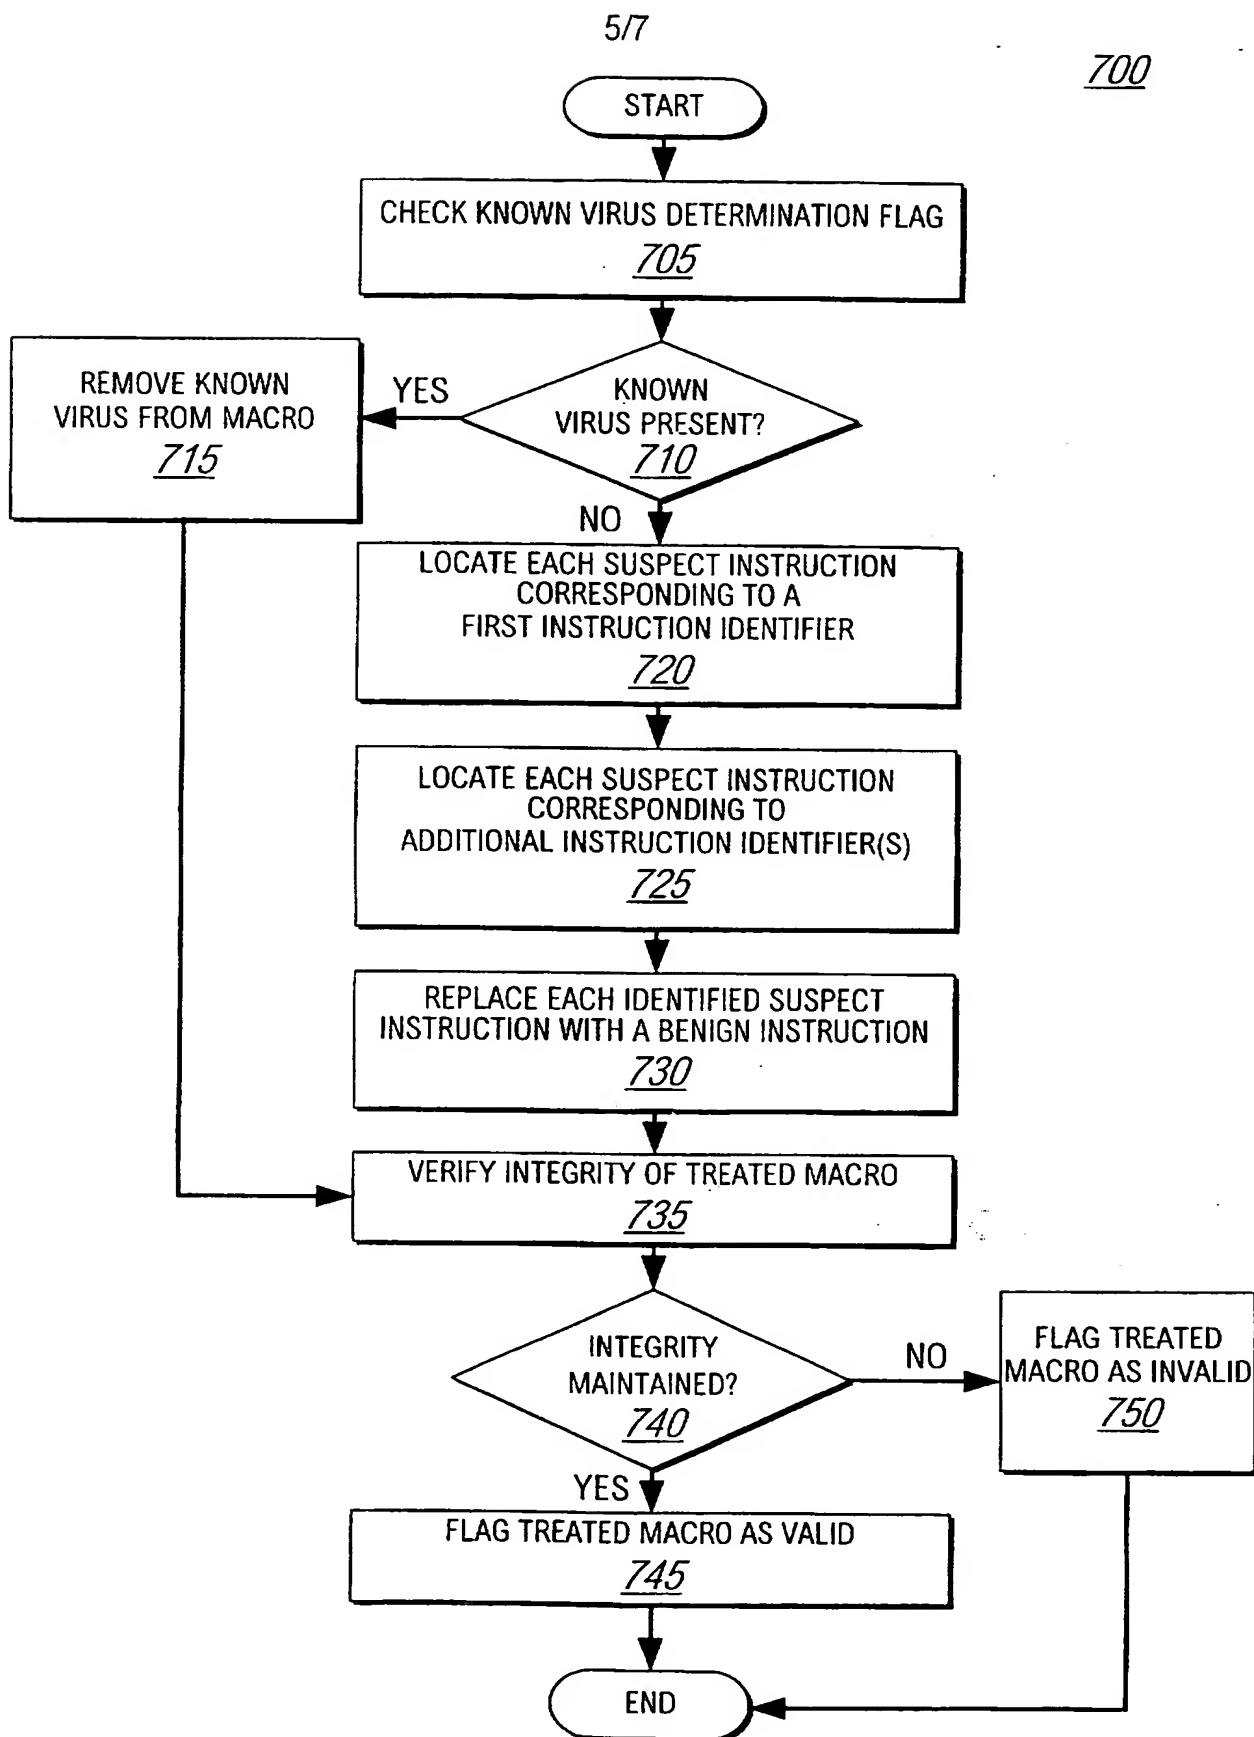 5/7
700
START
CHECK KNOWN VIRUS DETERMINATION FLAG
705
REMOVE KNOWN
VIRUS FROM MACRO
715
YES
KNOWN
VIRUS PRESENT?
710
NO
LOCATE EACH SUSPECT INSTRUCTION
CORRESPONDING TO A
FIRST INSTRUCTION IDENTIFIER
720
LOCATE EACH SUSPECT INSTRUCTION
CORRESPONDING TO
ADDITIONAL INSTRUCTION IDENTIFIER(S)
725
REPLACE EACH IDENTIFIED SUSPECT
INSTRUCTION WITH A BENIGN INSTRUCTION
730
VERIFY INTEGRITY OF TREATED MACRO
735
INTEGRITY
MAINTAINED?
740
NO
FLAG TREATED
MACRO AS INVALID
750
YES
FLAG TREATED MACRO AS VALID
745
END